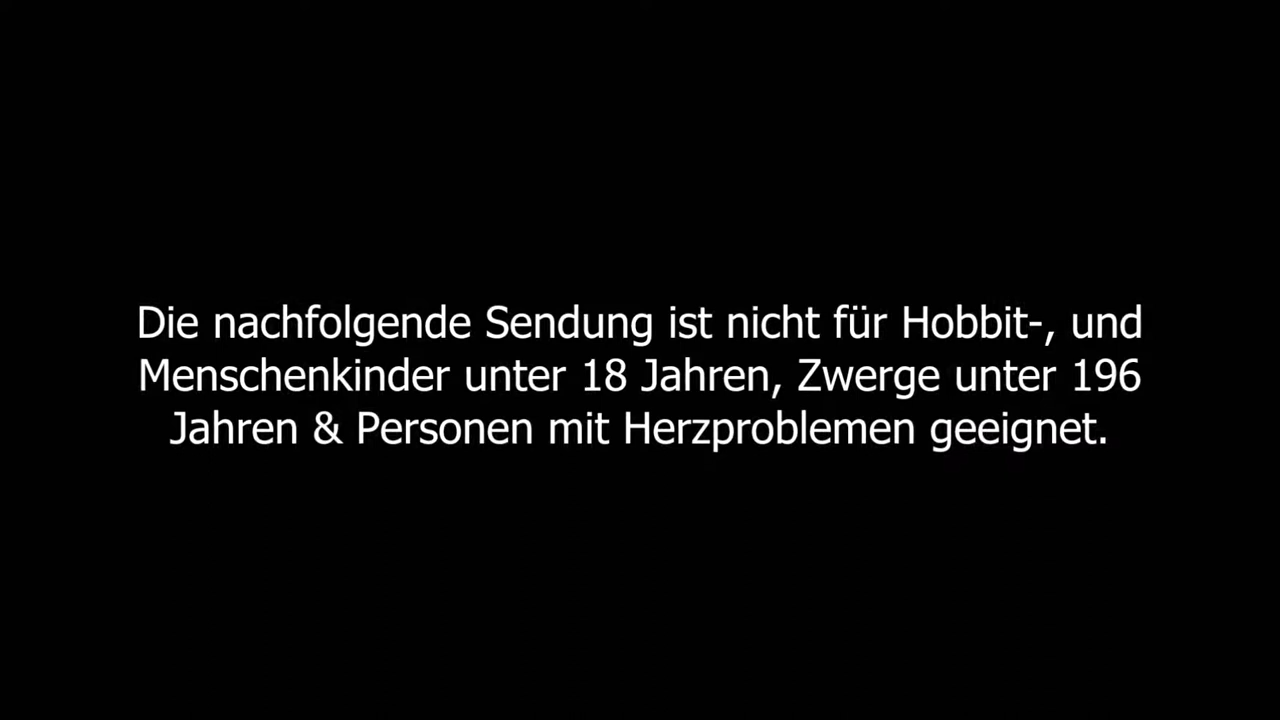 Die nachfolgende Sendung ist nicht für Hobbit-, und
Menschenkinder unter 18 Jahren, Zwerge unter 196
Jahren & Personen mit Herzproblemen geeignet.